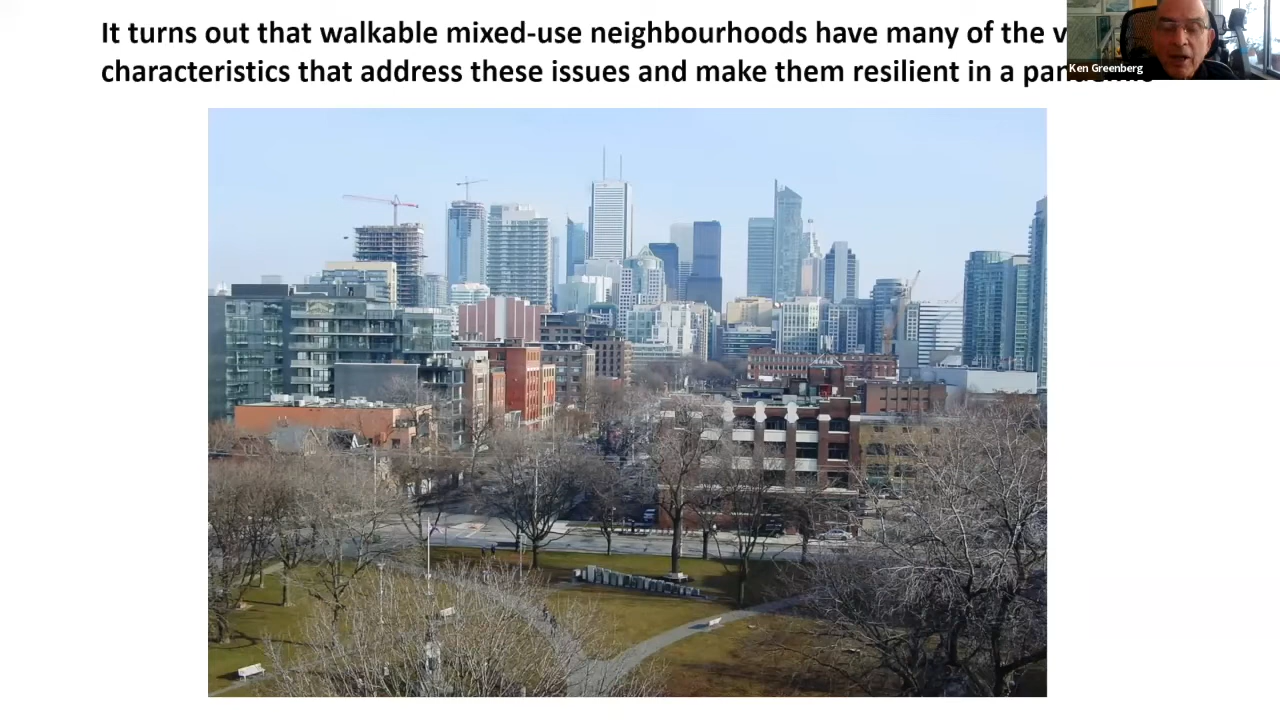 It turns out that walkable mixed-use neighbourhoods have many of the
characteristics that address these issues and make them resilient in a
Ken Greenberg